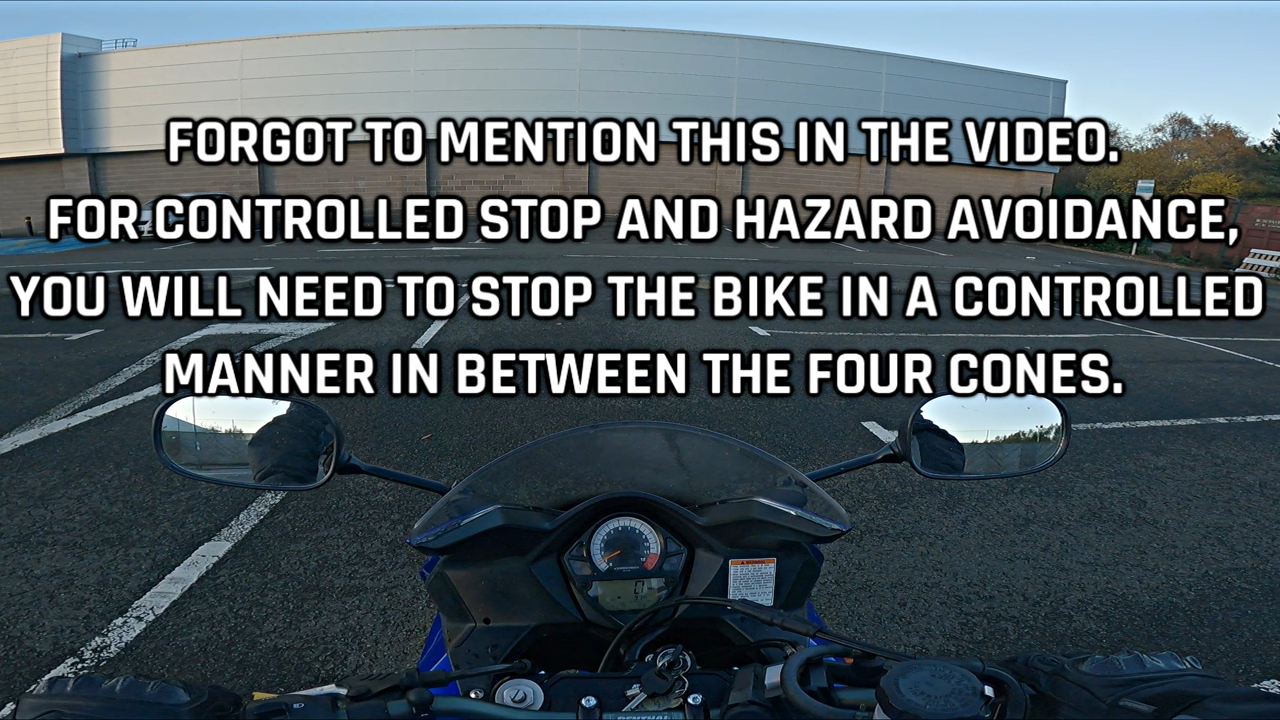 FORGOT TO MENTION THIS IN THE VIDEO.
FOR CONTROLLED STOP AND HAZARD AVOIDANCE,
YOU WILL NEED TO STOP THE BIKE IN A CONTROLLED
MANNER IN BETWEEN THE FOUR CONES.
RENTHAL